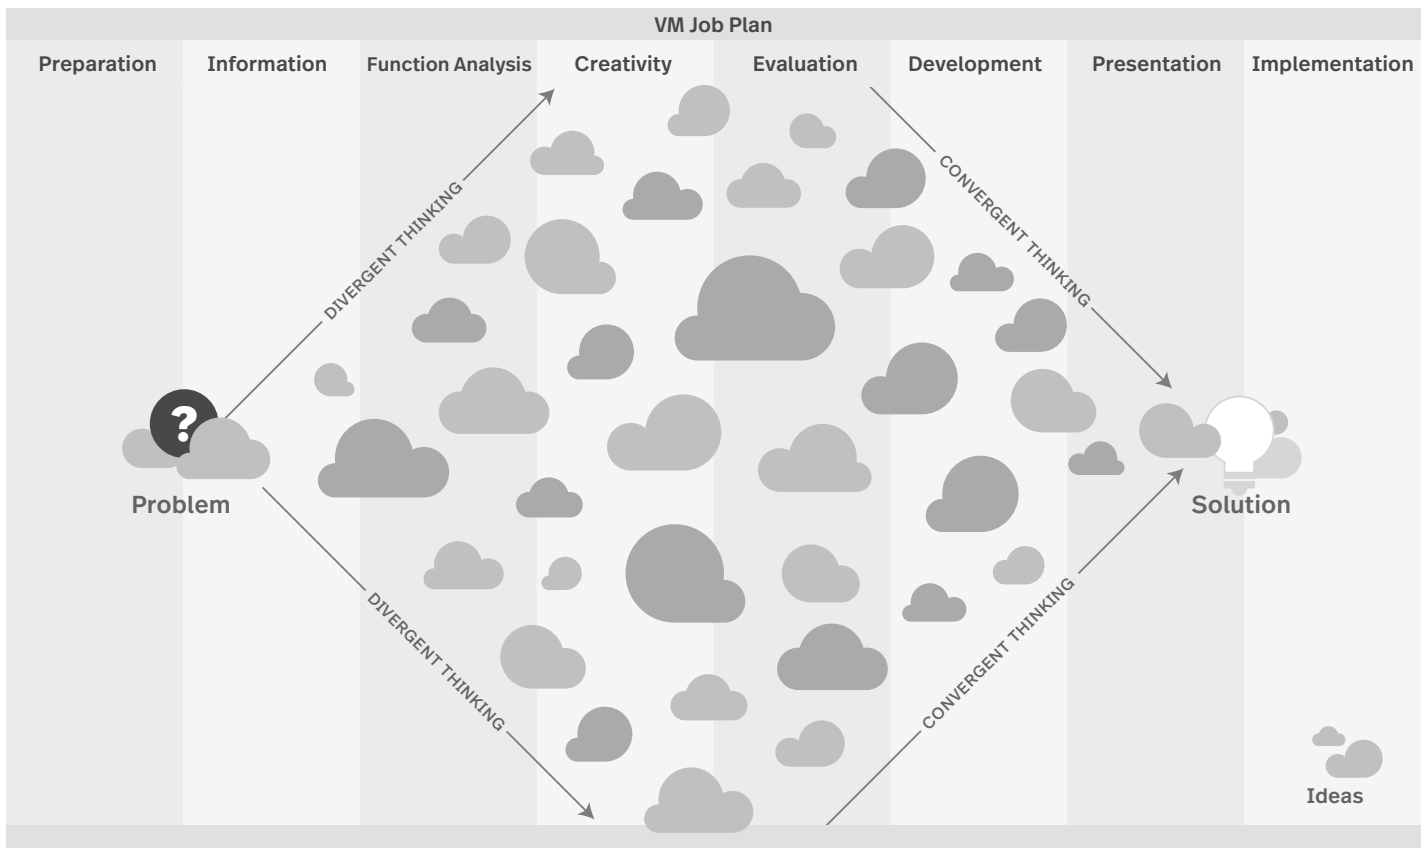 VM Job Plan
Preparation
Information
Function Analysis
Creativity
Evaluation
Development
Presentation
Implementation
DIVERGENT THINKING
CONVERGENT THINKING
?
Problem
Solution
DIVERGENT THINKING
CONVERGENT THINKING
Ideas